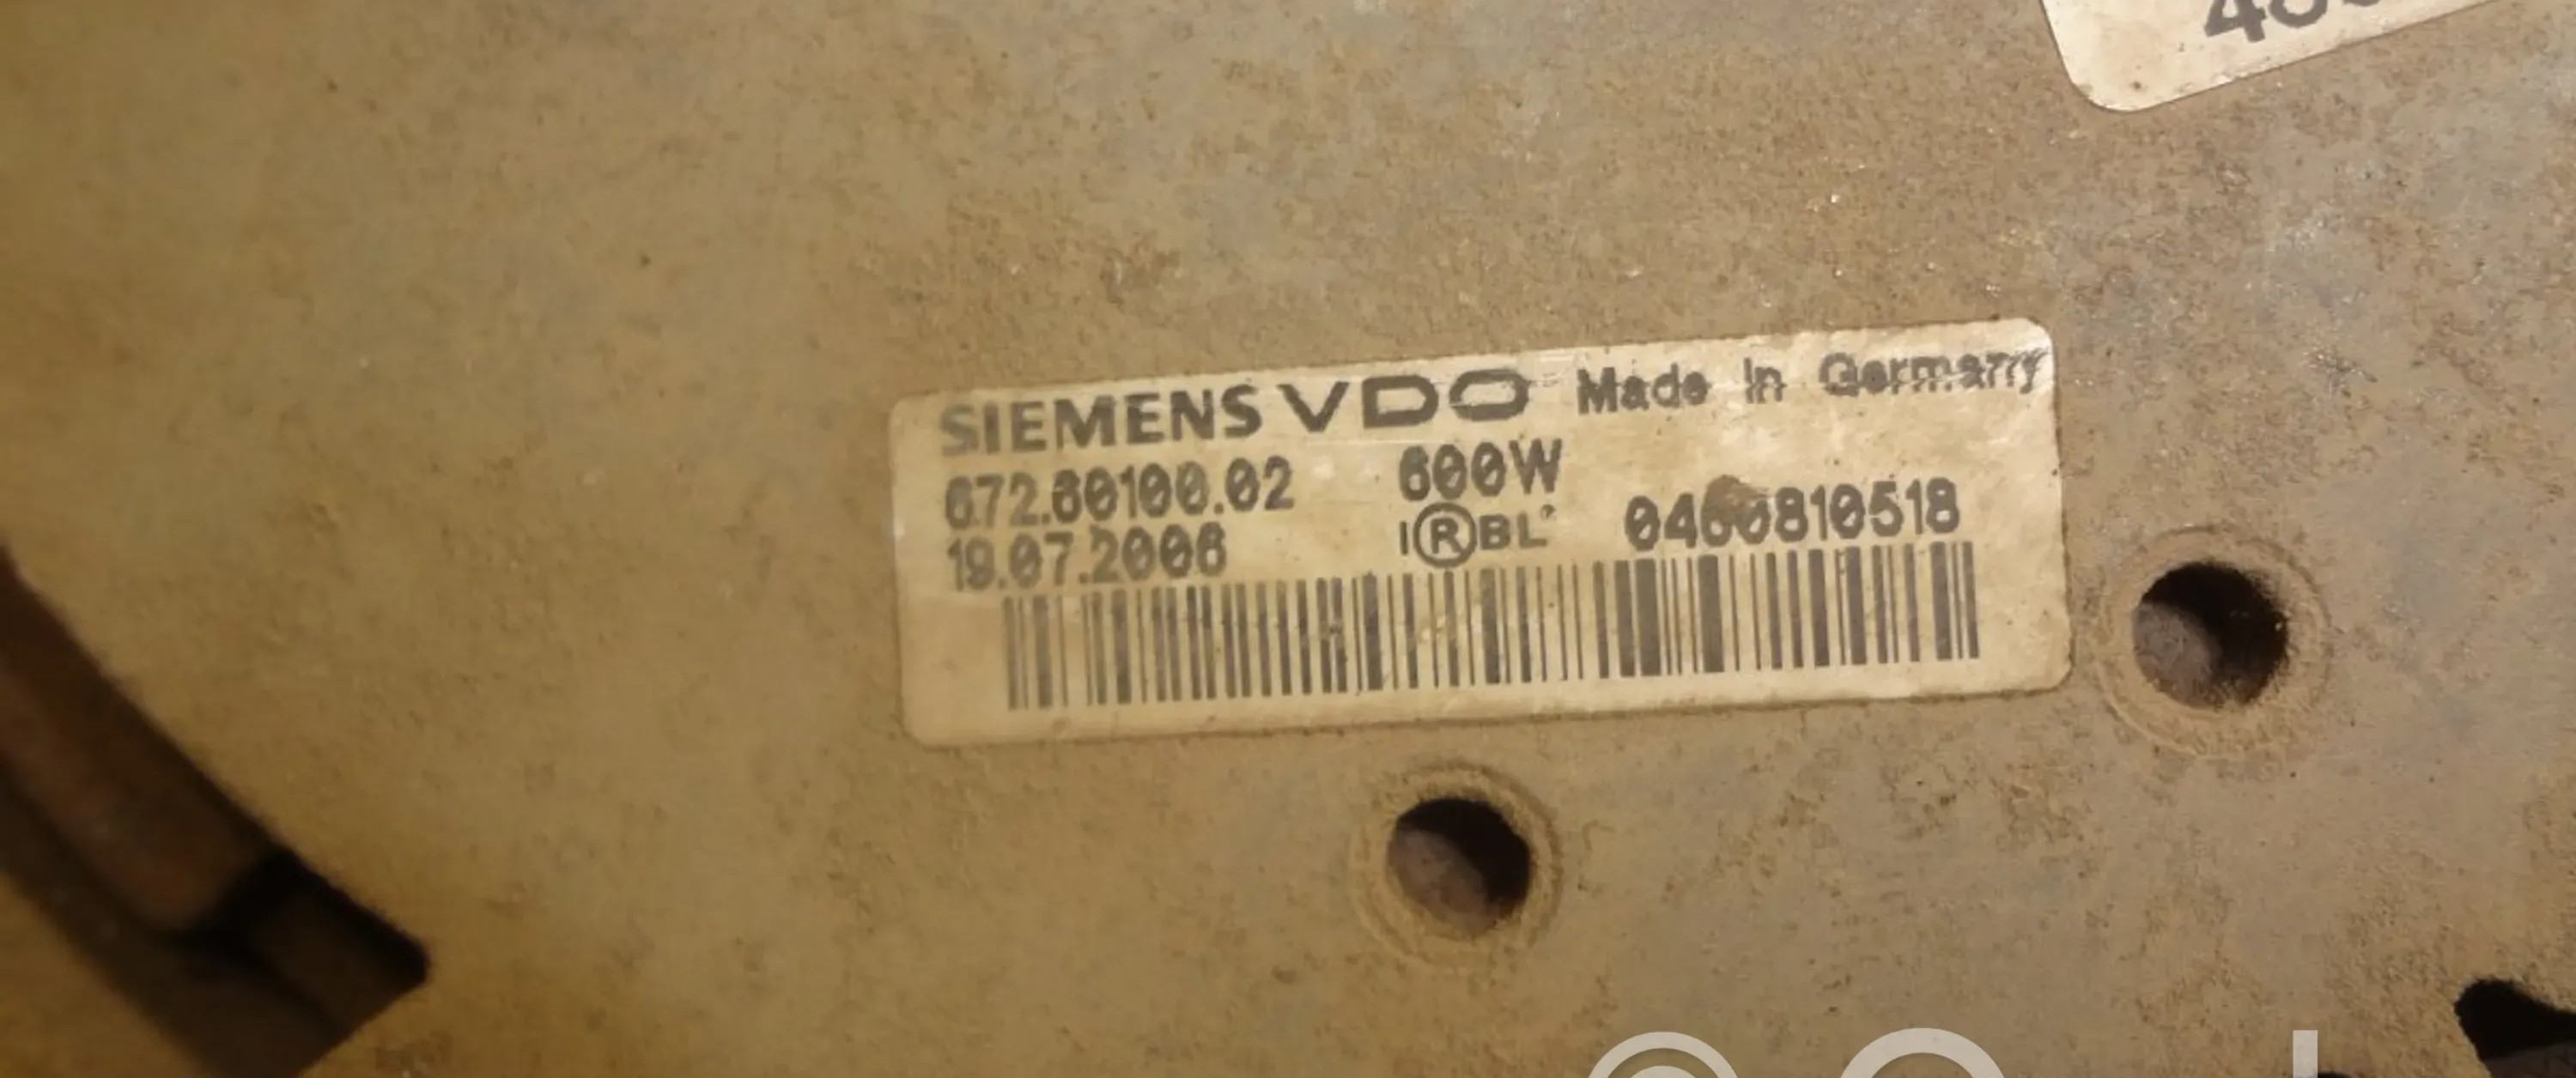 SIEMENS VDO Made In Germany
672.60100.02 600W
19.07.2006 I®BL 0460810518